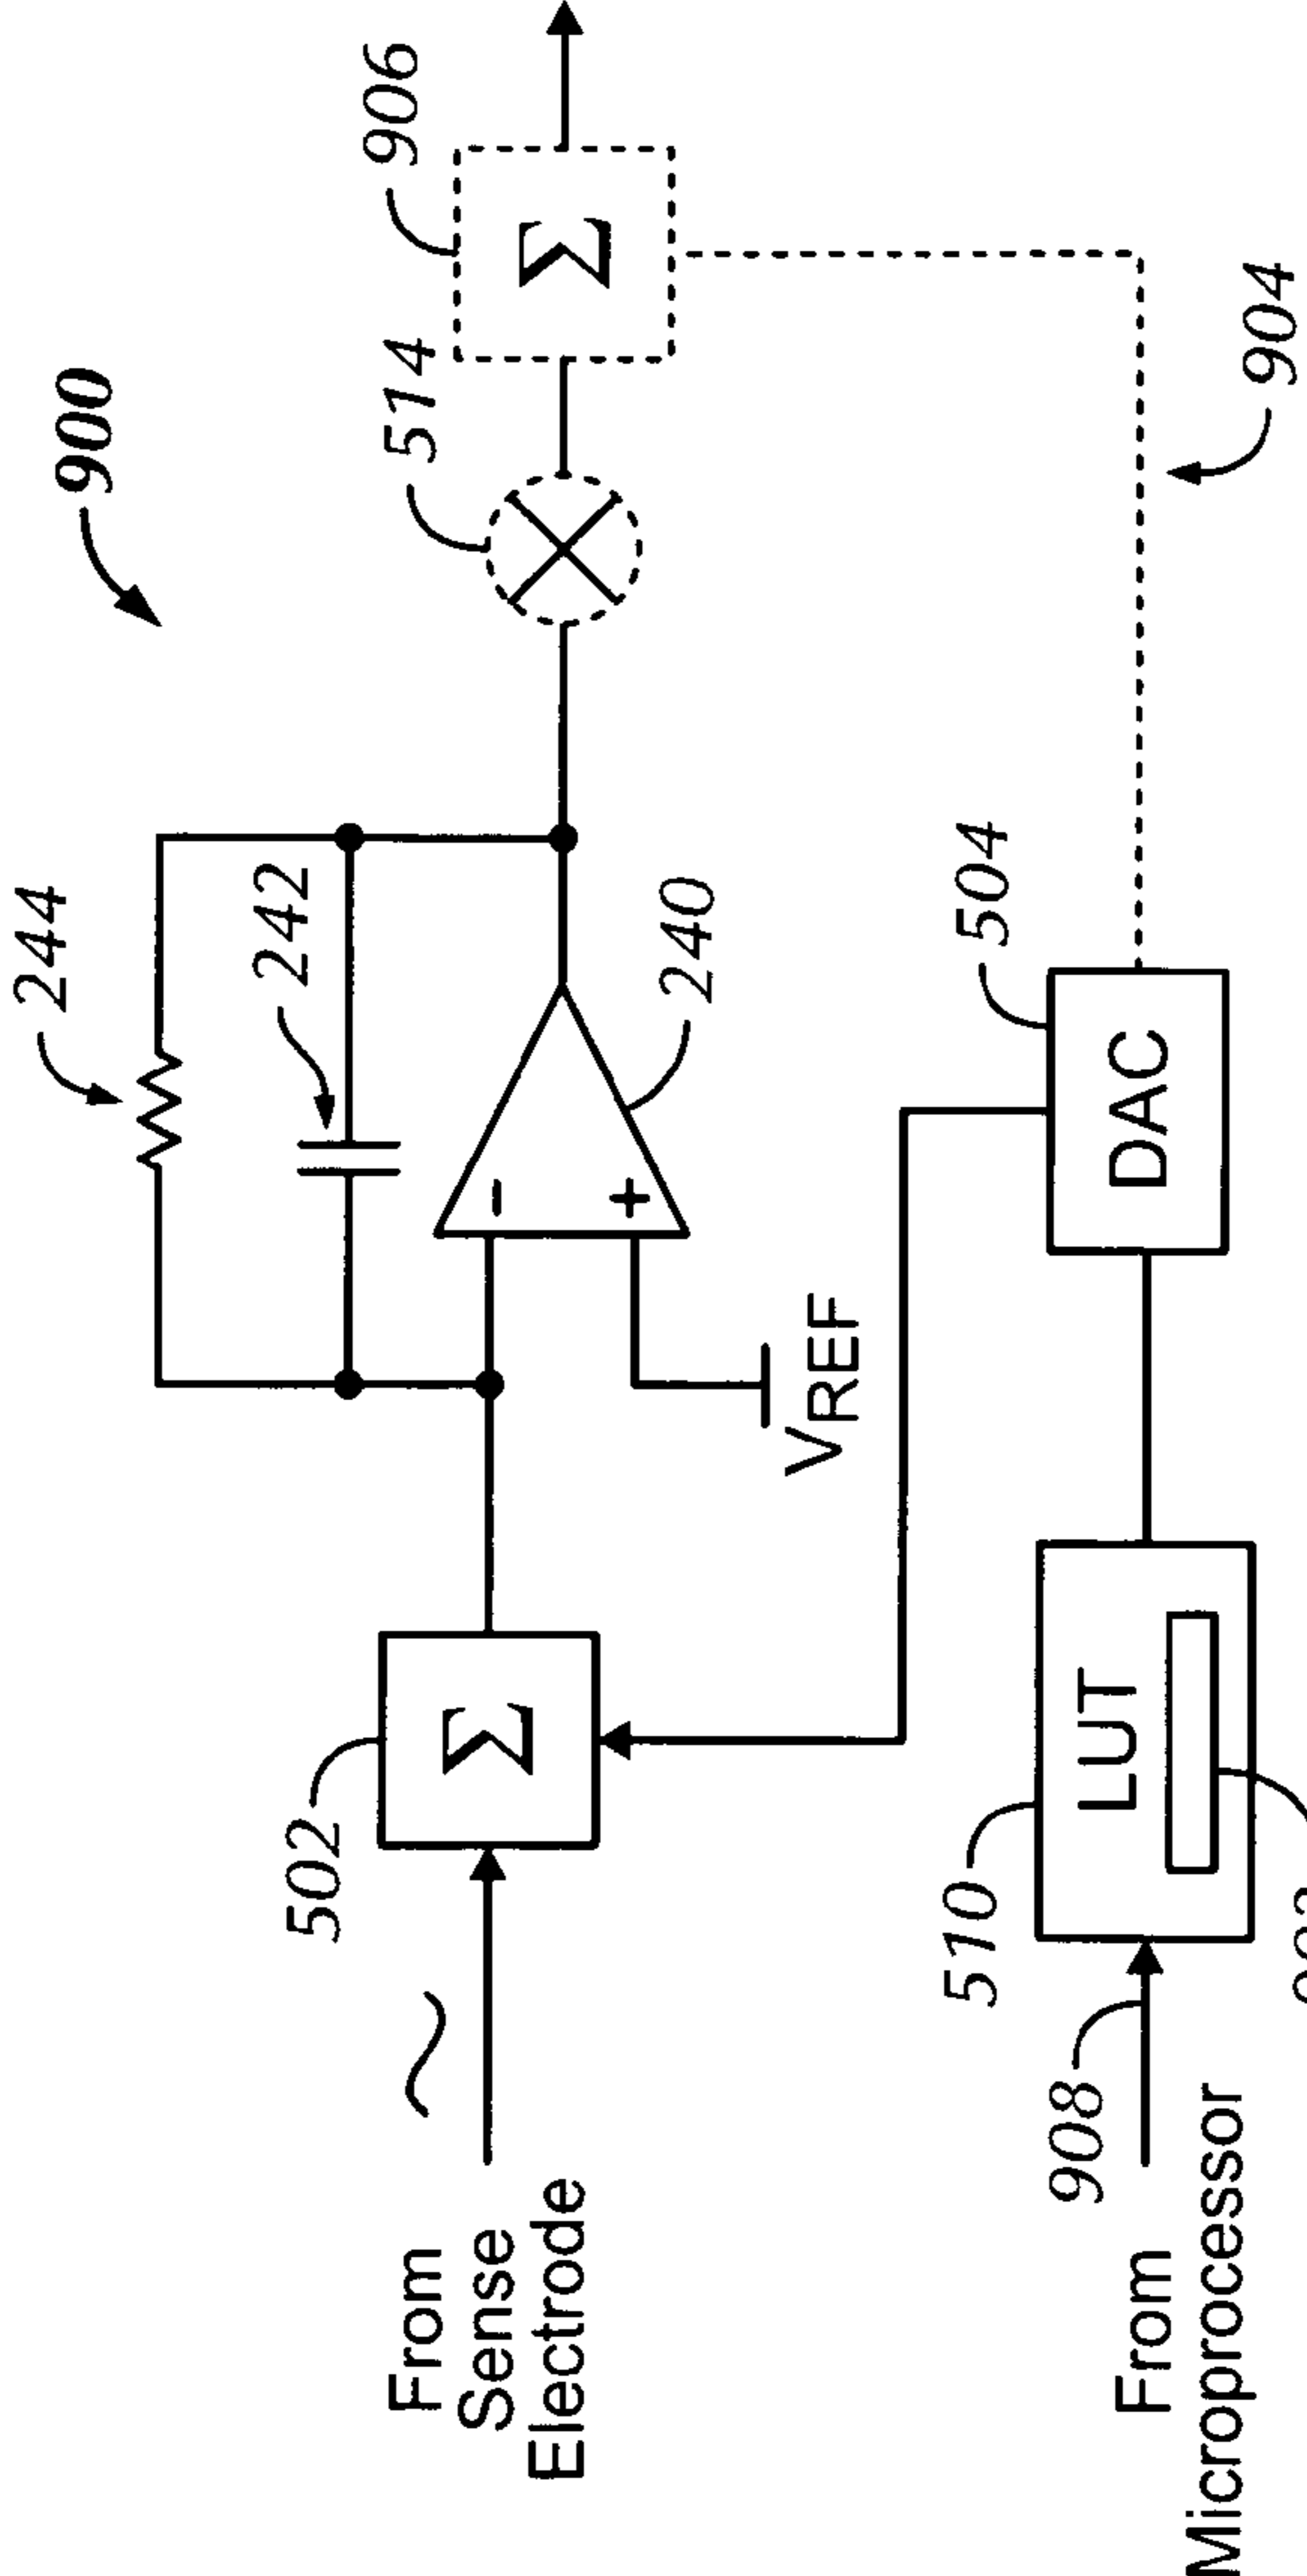 900
244
242
906
514
502
Σ
Σ
-
+
240
From
Sense
Electrode
VREF
510
504
908
LUT
DAC
From
Microprocessor
904